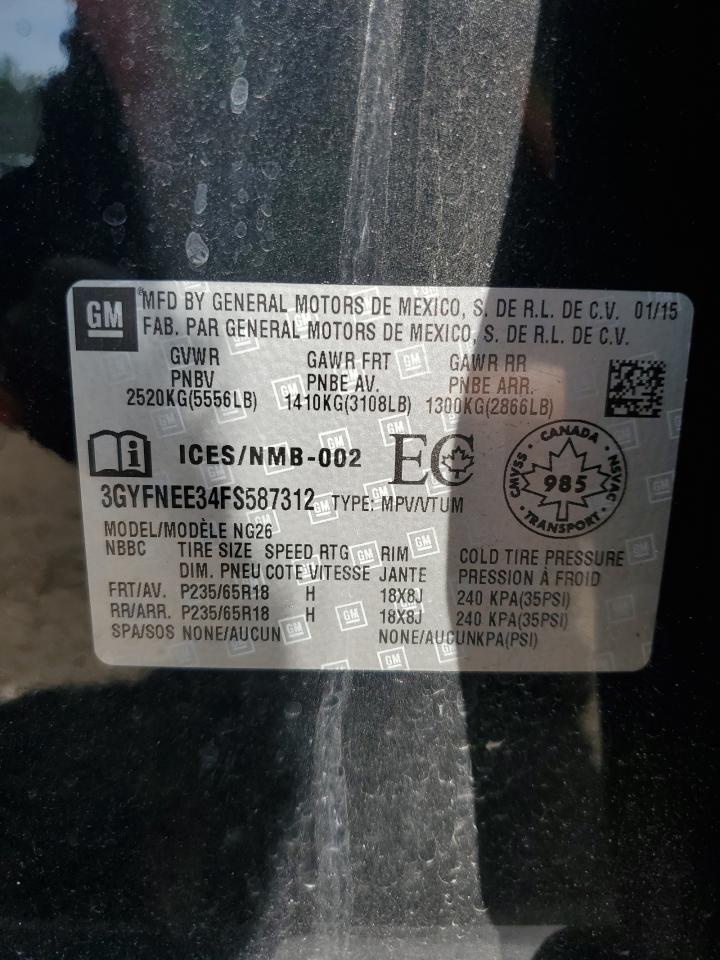 GM
®MFD BY GENERAL MOTORS DE MEXICO, S. DE R.L. DE C.V. 01/15
FAB. PAR GENERAL MOTORS DE MEXICO, S. DE R.L. DE C.V.
GVWR GAWR FRT GAWR RR
PNBV PNBE AV. PNBE ARR.
2520KG(5556LB) 1410KG(3108LB) 1300KG(2866LB)
i ICES/NMB-002 EC CANADA CMVSS NSVAC 985 • TRANSPORT •
3GYFNEE34FS587312 TYPE: MPV/VTUM
MODEL/MODÈLE NG26
NBBC TIRE SIZE SPEED RTG RIM COLD TIRE PRESSURE
DIM. PNEU COTE VITESSE JANTE PRESSION À FROID
FRT/AV. P235/65R18 H 18X8J 240 KPA(35PSI)
RR/ARR. P235/65R18 H 18X8J 240 KPA(35PSI)
SPA/SOS NONE/AUCUN NONE/AUCUNKPA(PSI)